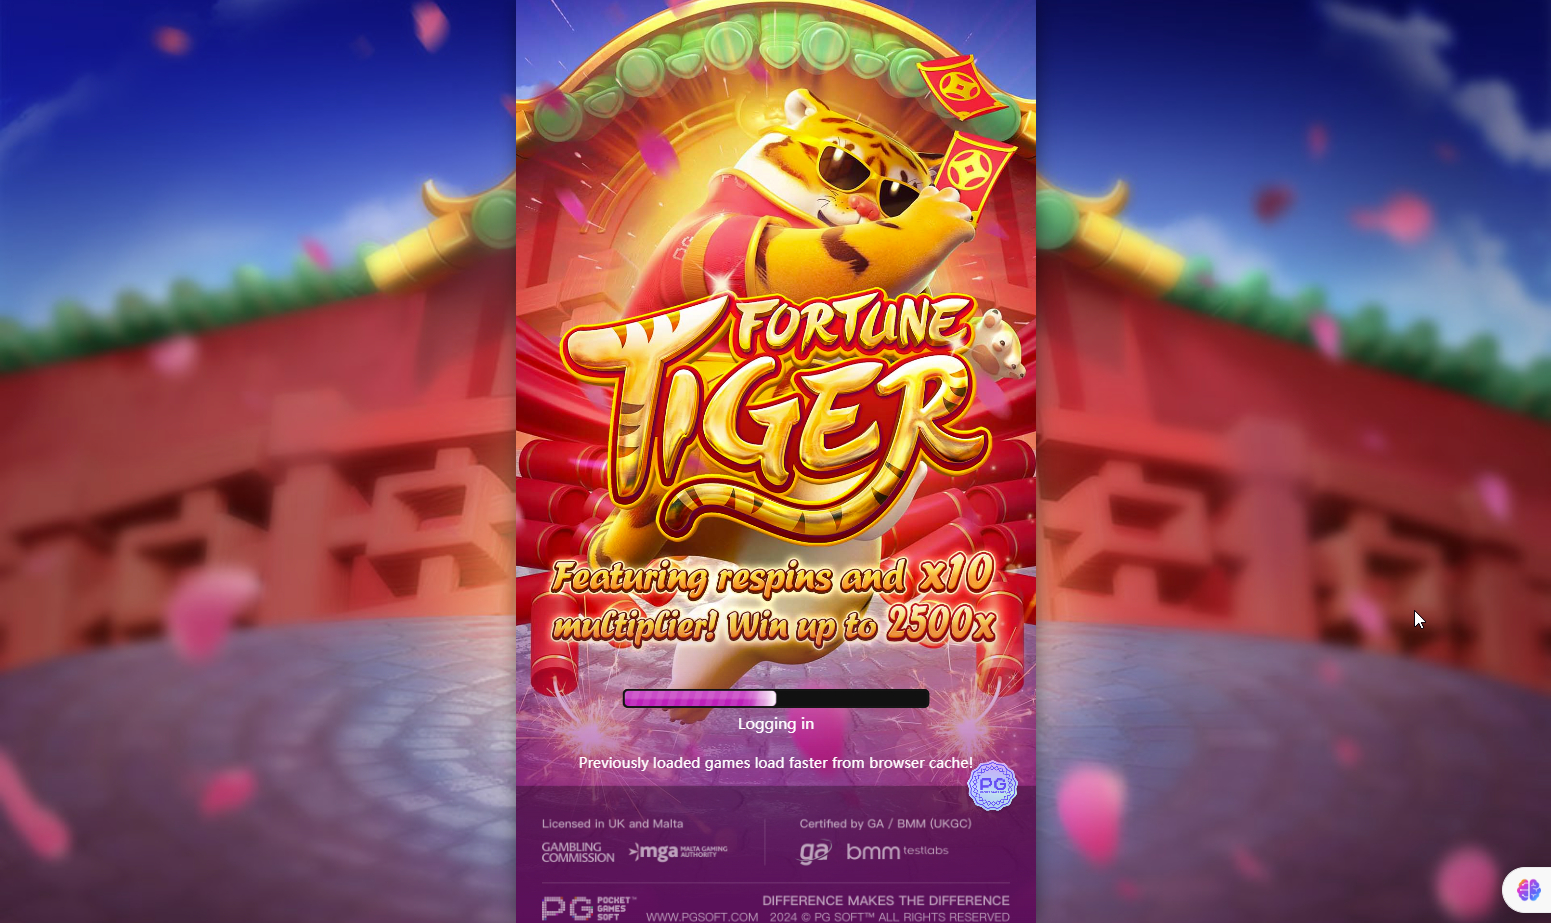 FORTUNE
TIGER
Featuring respins and x10
multiplier! Win up to 2500x
Logging in
Previously loaded games load faster from browser cache!
PG
Licensed in UK and Malta
Certified by GA / BMM (UKGC)
GAMBLING
COMMISSION
mga MALTA GAMING
AUTHORITY
ga
bmm testlabs
PG POCKET
GAMES
SOFT™
DIFFERENCE MAKES THE DIFFERENCE
WWW.PGSOFT.COM 2024 © PG SOFT™ ALL RIGHTS RESERVED